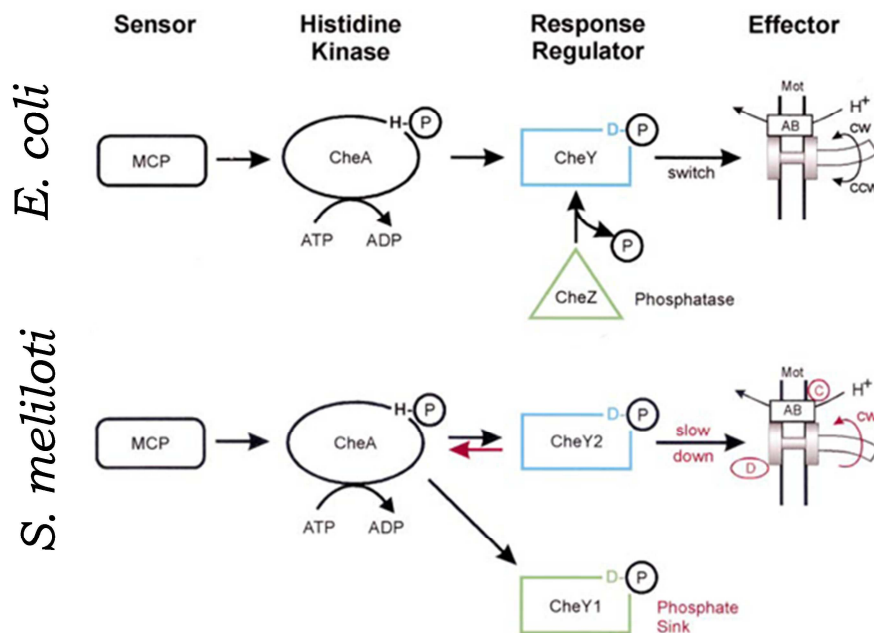 Sensor
Histidine
Kinase
Response
Regulator
Effector
E. coli
MCP
CheA
H-P
ATP
ADP
CheY
D-P
switch
P
CheZ
Phosphatase
Mot
AB
H+
cw
ccw
S. meliloti
MCP
CheA
H-P
ATP
ADP
CheY2
D-P
slow
down
Mot
C
AB
H+
cw
D
CheY1
D-P
Phosphate
Sink